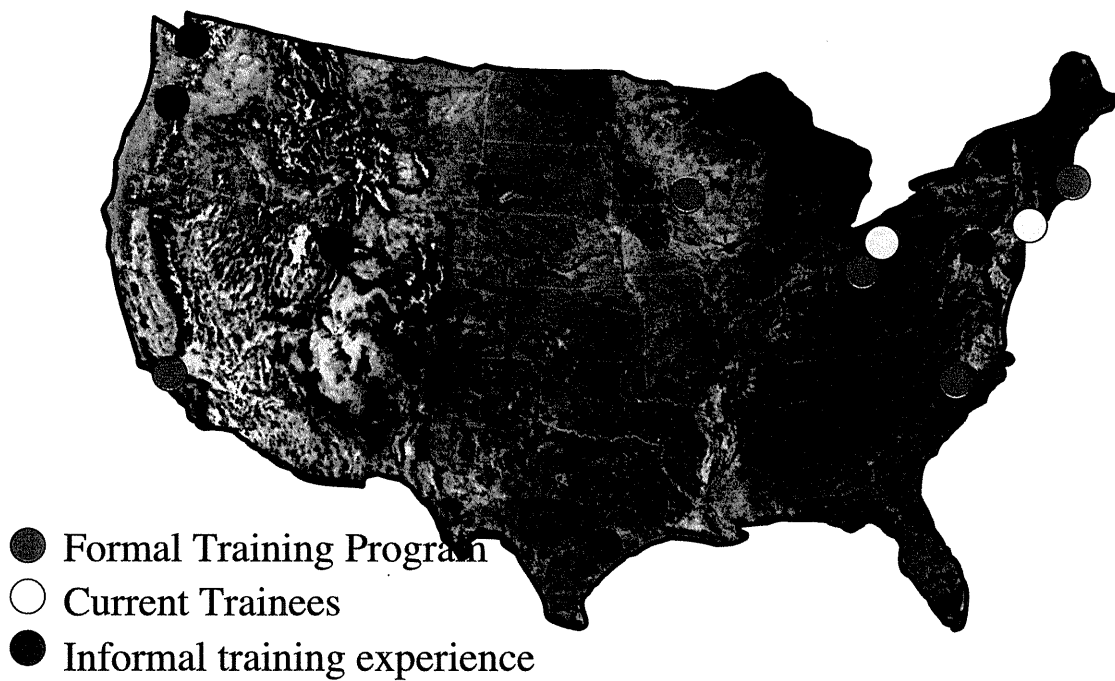 Formal Training Program
Current Trainees
Informal training experience